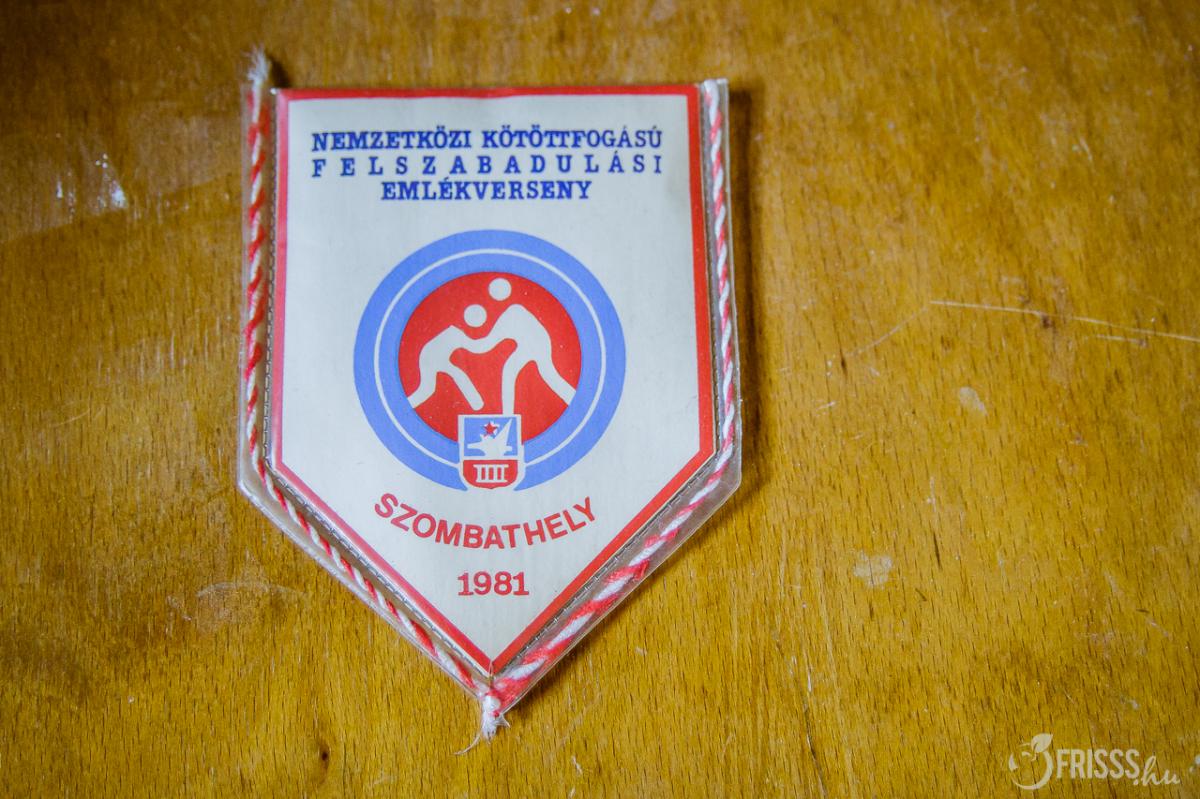 NEMZETKÖZI KÖTÖTTFOGÁSÚ
FELSZABADULÁSI
EMLÉKVERSENY
SZOMBATHELY
1981
FRISSS.hu